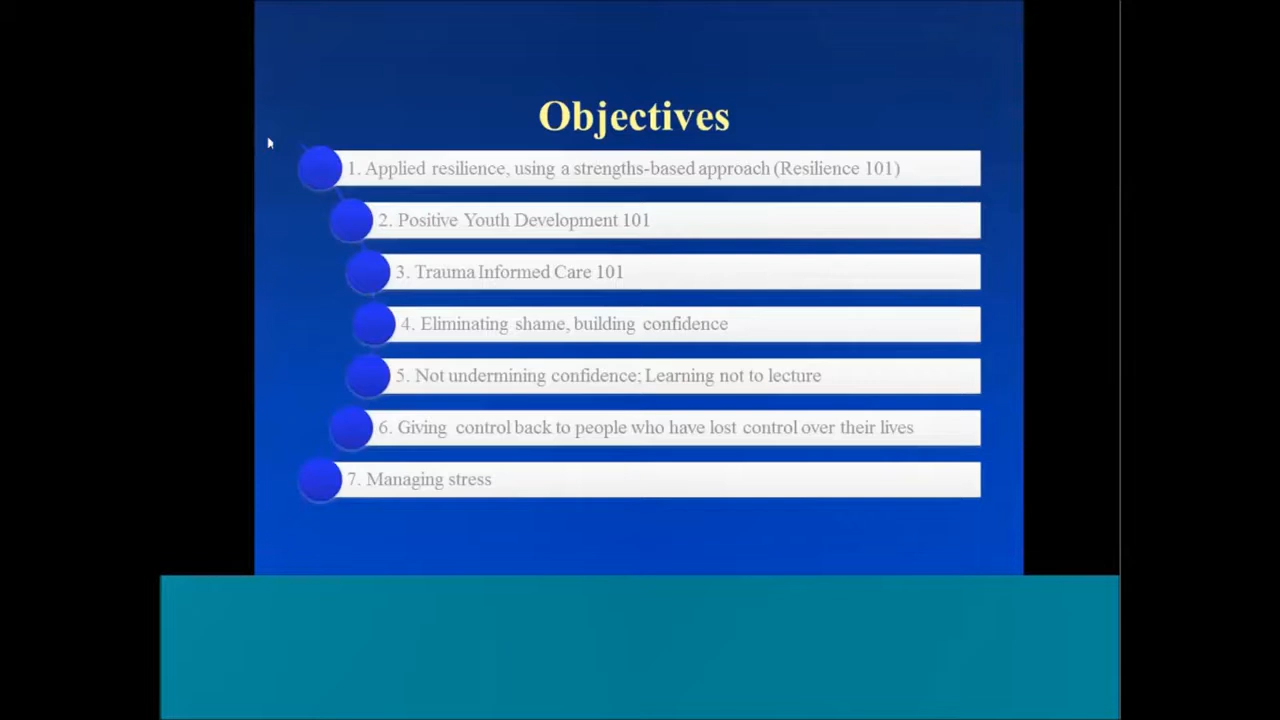 Objectives
1. Applied resilience, using a strengths-based approach (Resilience 101)
2. Positive Youth Development 101
3. Trauma Informed Care 101
4. Eliminating shame, building confidence
5. Not undermining confidence; Learning not to lecture
6. Giving control back to people who have lost control over their lives
7. Managing stress